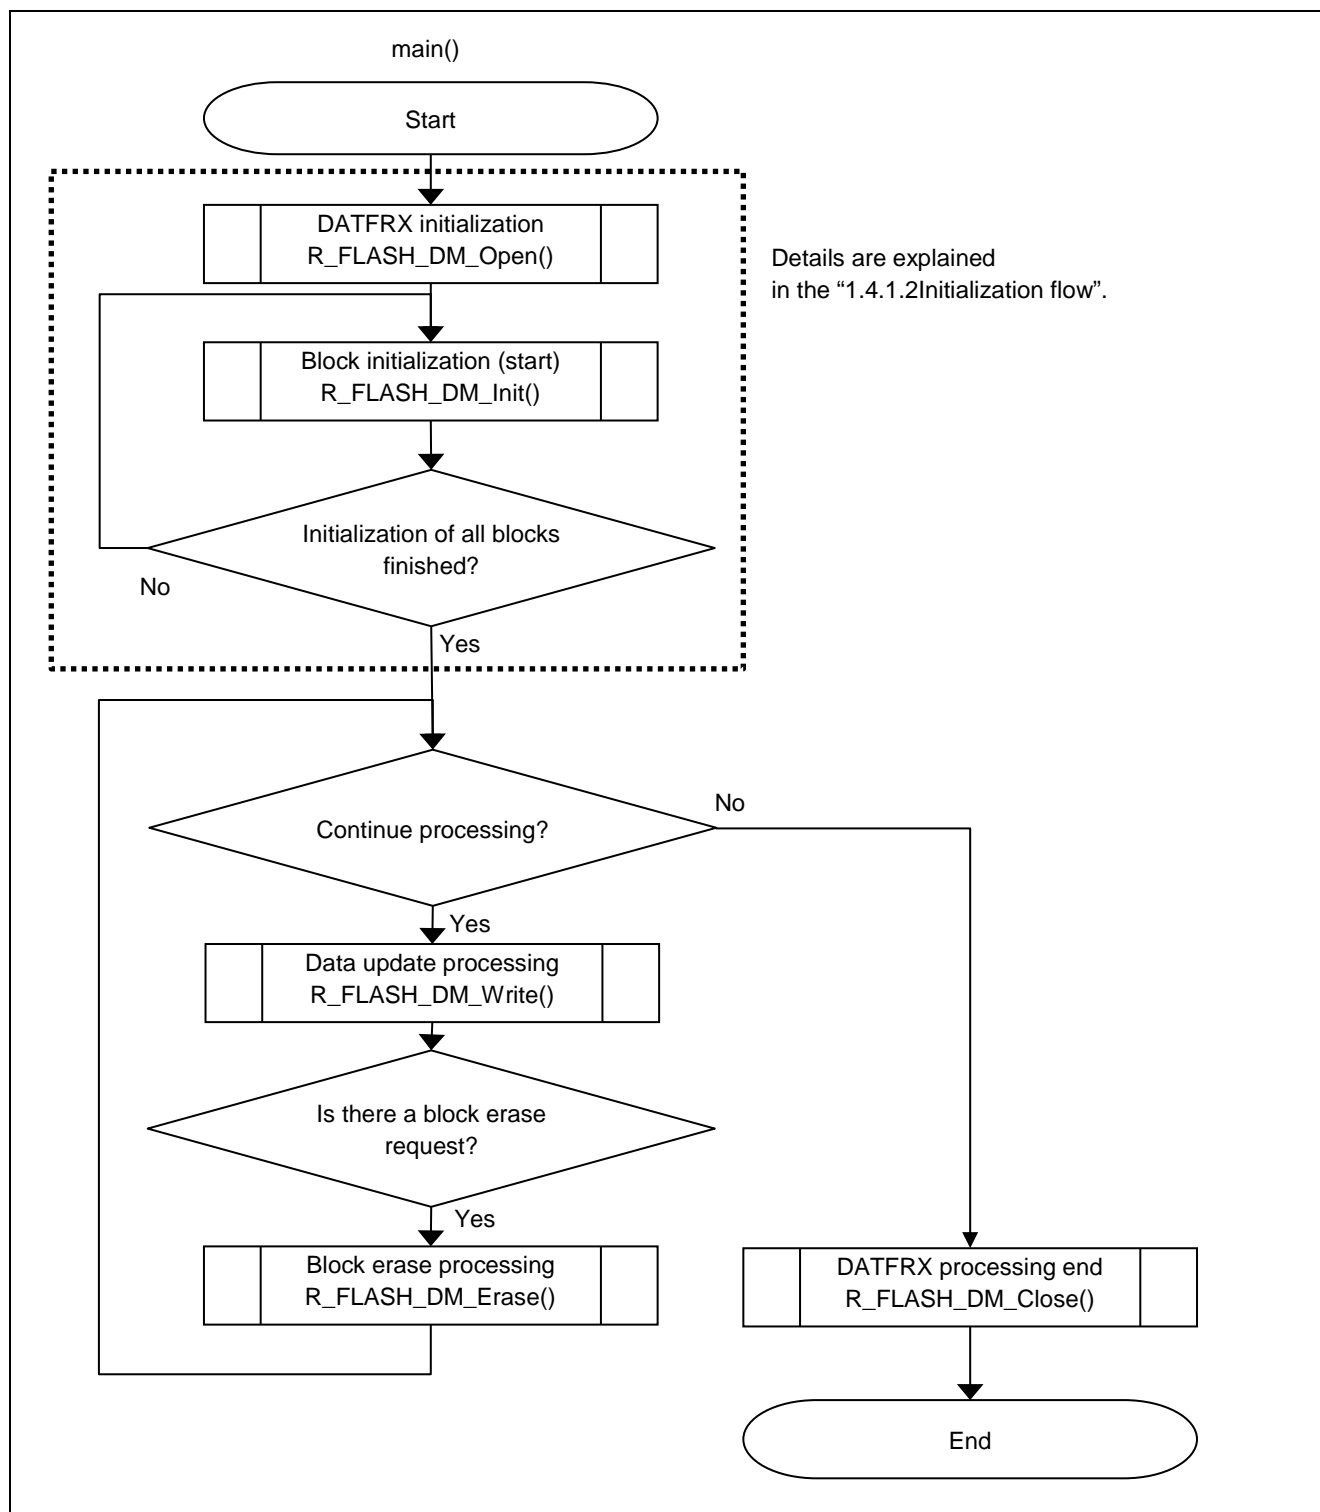 main()
Start
DATFRX initialization
R_FLASH_DM_Open()
Details are explained
in the “1.4.1.2Initialization flow”.
Block initialization (start)
R_FLASH_DM_Init()
Initialization of all blocks
finished?
No
Yes
Continue processing?
No
Yes
Data update processing
R_FLASH_DM_Write()
Is there a block erase
request?
Yes
Block erase processing
R_FLASH_DM_Erase()
DATFRX processing end
R_FLASH_DM_Close()
End